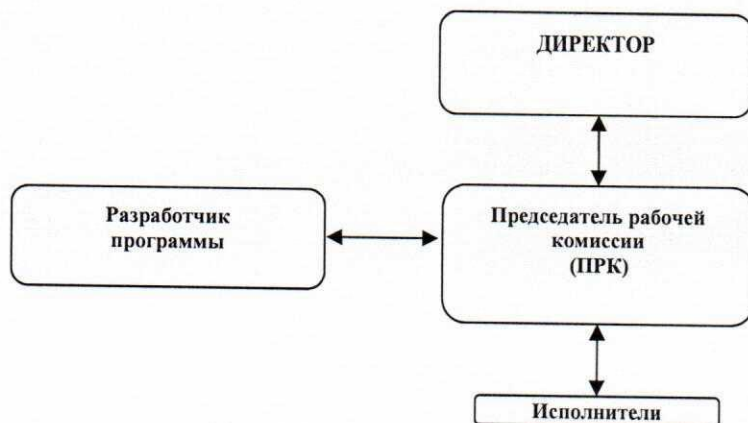 ДИРЕКТОР
Разработчик
программы
Председатель рабочей
комиссии
(ПРК)
Исполнители